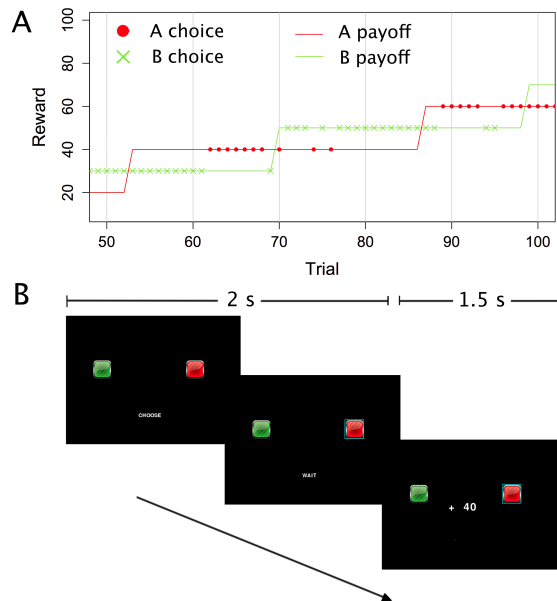 A
A choice
A payoff
B choice
B payoff
Reward
100
80
60
40
20
50
60
70
80
90
100
Trial
B
2 s
1.5 s
CHOOSE
WAIT
+ 40